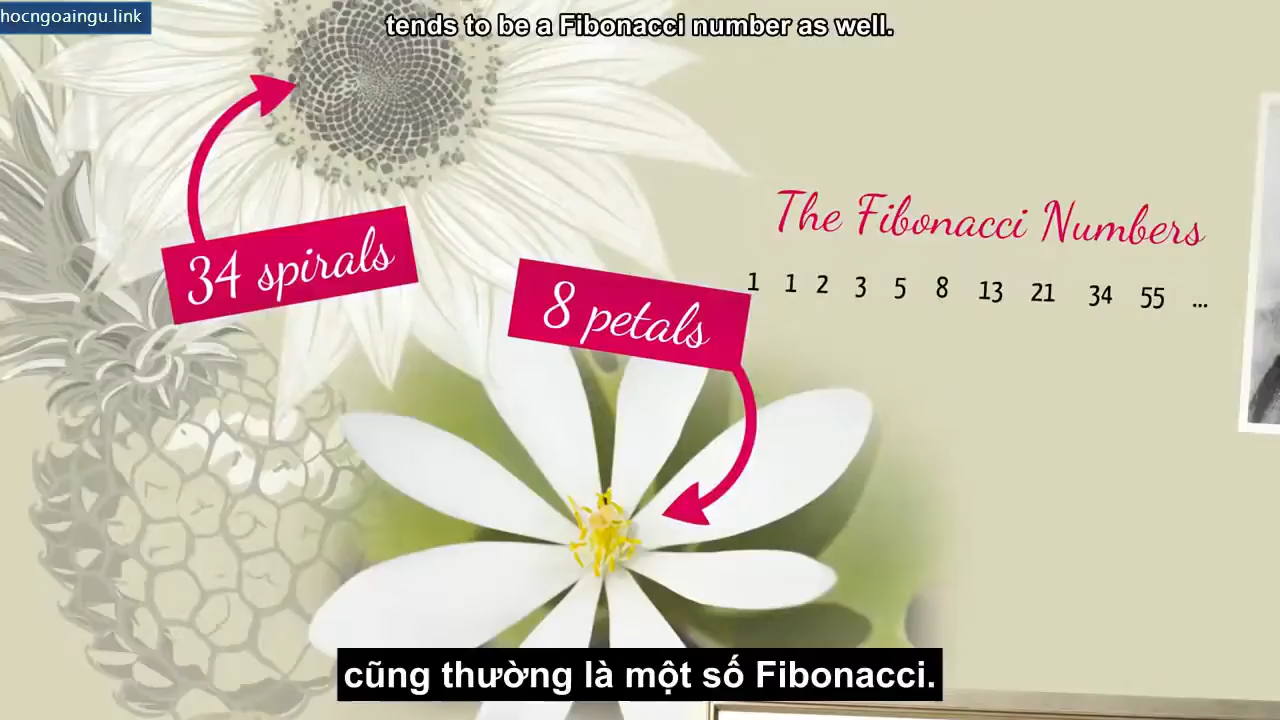 hocngoaingu.link
tends to be a Fibonacci number as well.
The Fibonacci Numbers
34 spirals
8 petals
1 1 2 3 5 8 13 21 34 55 ...
cũng thường là một số Fibonacci.